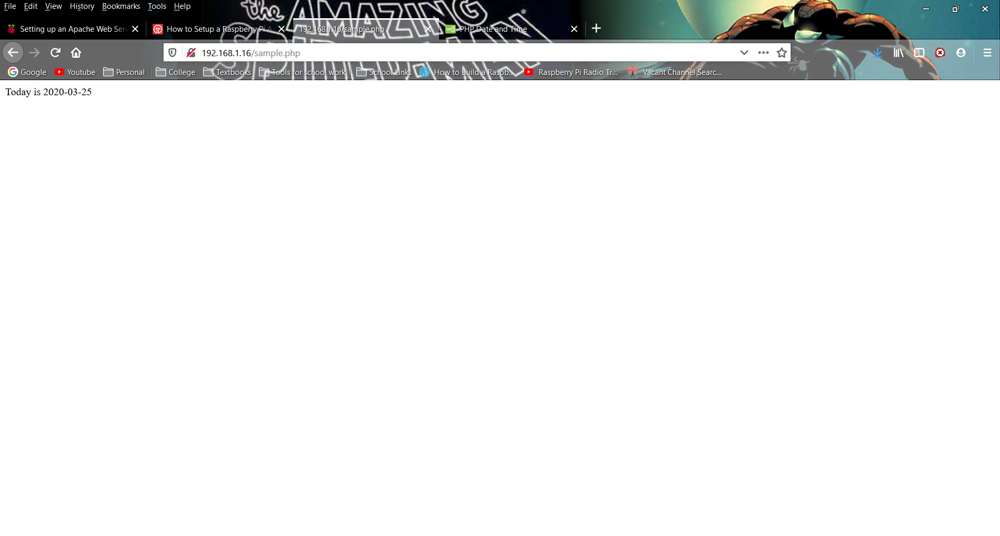 File Edit View History Bookmarks Tools Help
the AMAZING
Setting up an Apache Web Serv
How to Setup a Raspberry Pi A
192.168.1.16/sample.php
w3 PHP Date and Time
192.168.1.16/sample.php
Google Youtube Personal College Textbooks Tools for school work School Links How to Build a Raspb... Raspberry Pi Radio Tr... Vacant Channel Searc...
Today is 2020-03-25